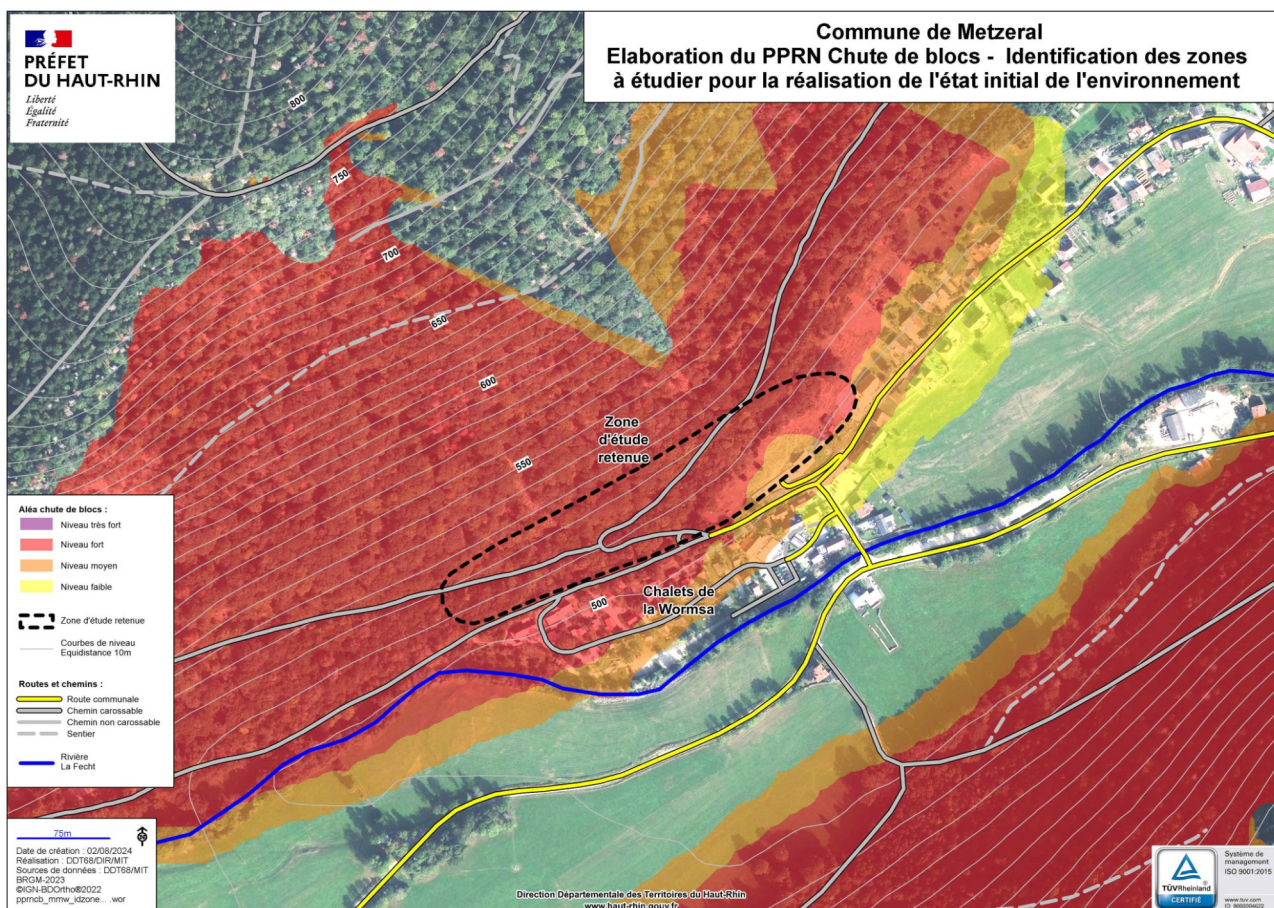 PRÉFET
DU HAUT-RHIN
Liberté
Égalité
Fraternité
Commune de Metzeral
Elaboration du PPRN Chute de blocs - Identification des zones
à étudier pour la réalisation de l'état initial de l'environnement
800
750
700
650
600
550
500
Zone
d'étude
retenue
Chalets de
la Wormsa
Aléa chute de blocs :
Niveau très fort
Niveau fort
Niveau moyen
Niveau faible
Zone d'étude retenue
Courbes de niveau
Equidistance 10m
Routes et chemins :
Route communale
Chemin carossable
Chemin non carossable
Sentier
Rivière
La Fecht
75m
Date de création : 02/08/2024
Réalisation : DDT68/DIR/MIT
Sources de données : DDT68/MIT
BRGM-2023
©IGN-BDOrtho®2022
pprncb_mmw_idzone... .wor
Direction Départementale des Territoires du Haut-Rhin
www.haut-rhin.gouv.fr
TÜVRheinland
CERTIFIÉ
Système de
management
ISO 9001:2015
www.tuv.com